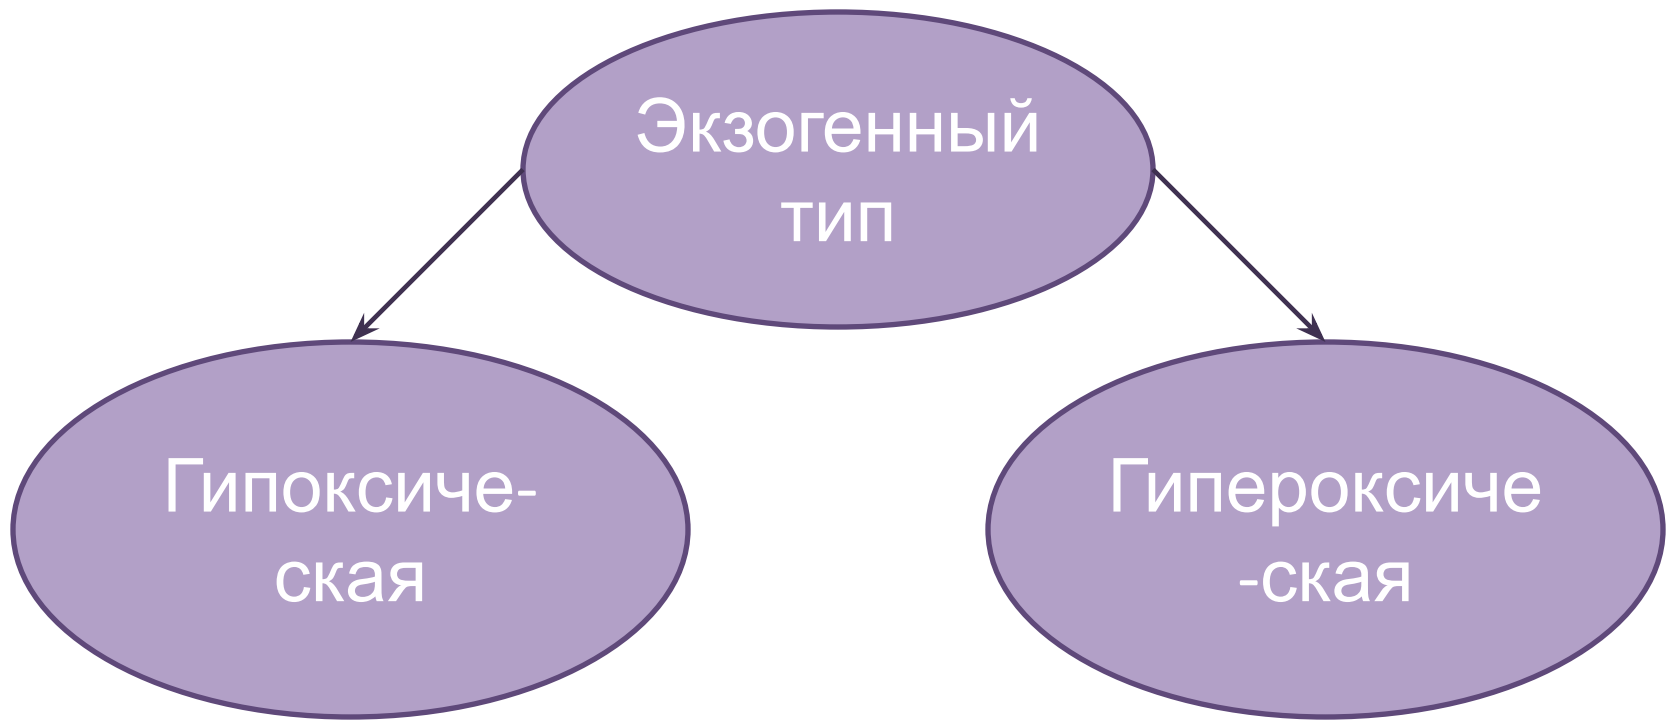 Экзогенный
тип
Гипоксиче-
ская
Гипероксиче
-ская